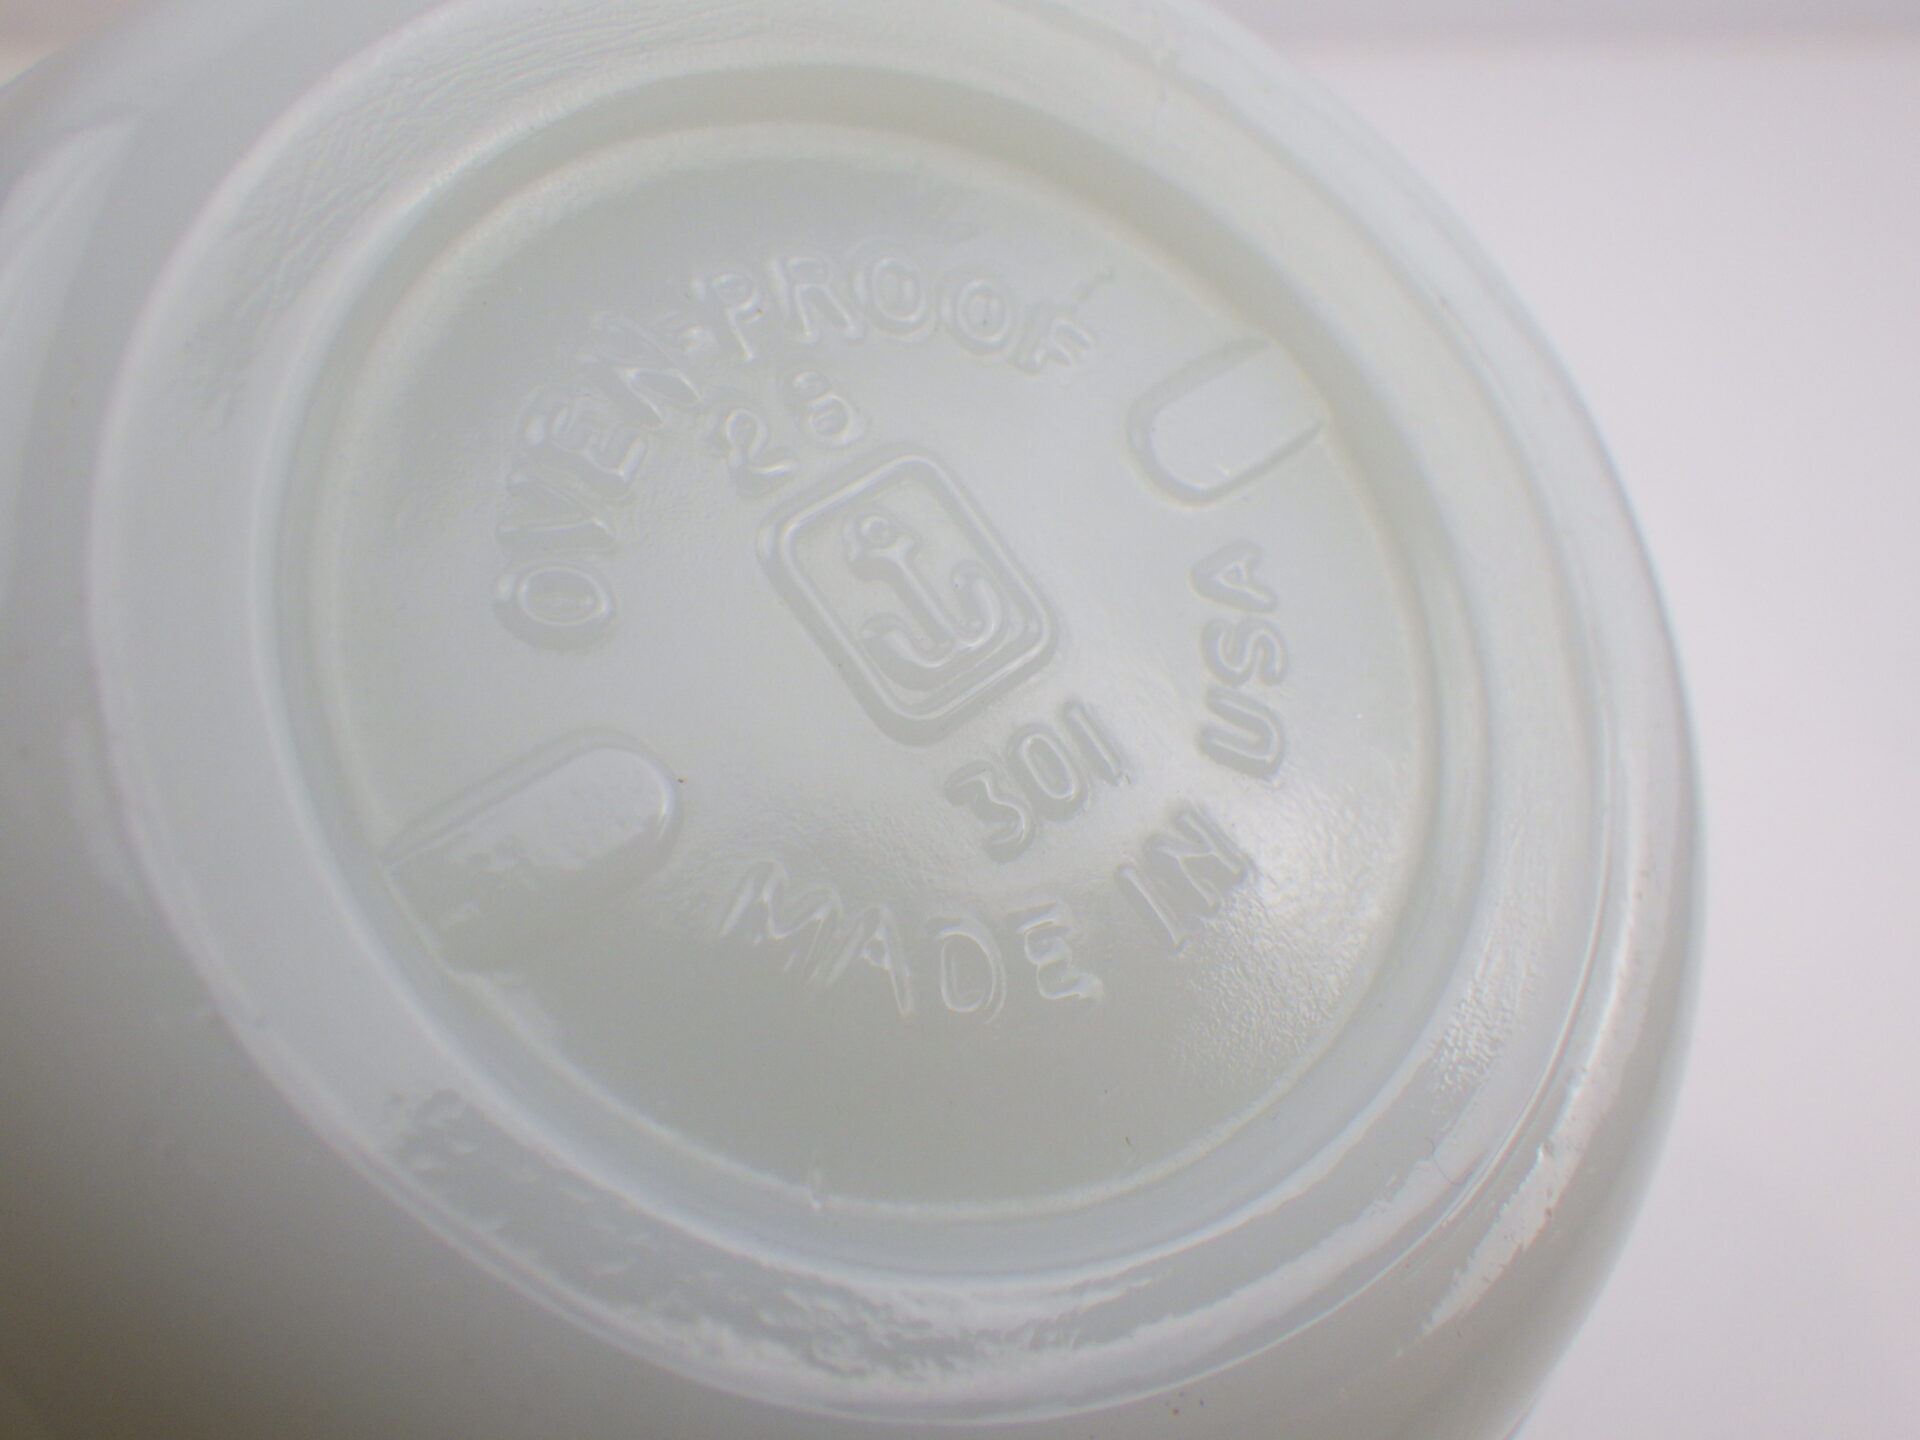 OVEN-PROOF
28
301
MADE IN USA